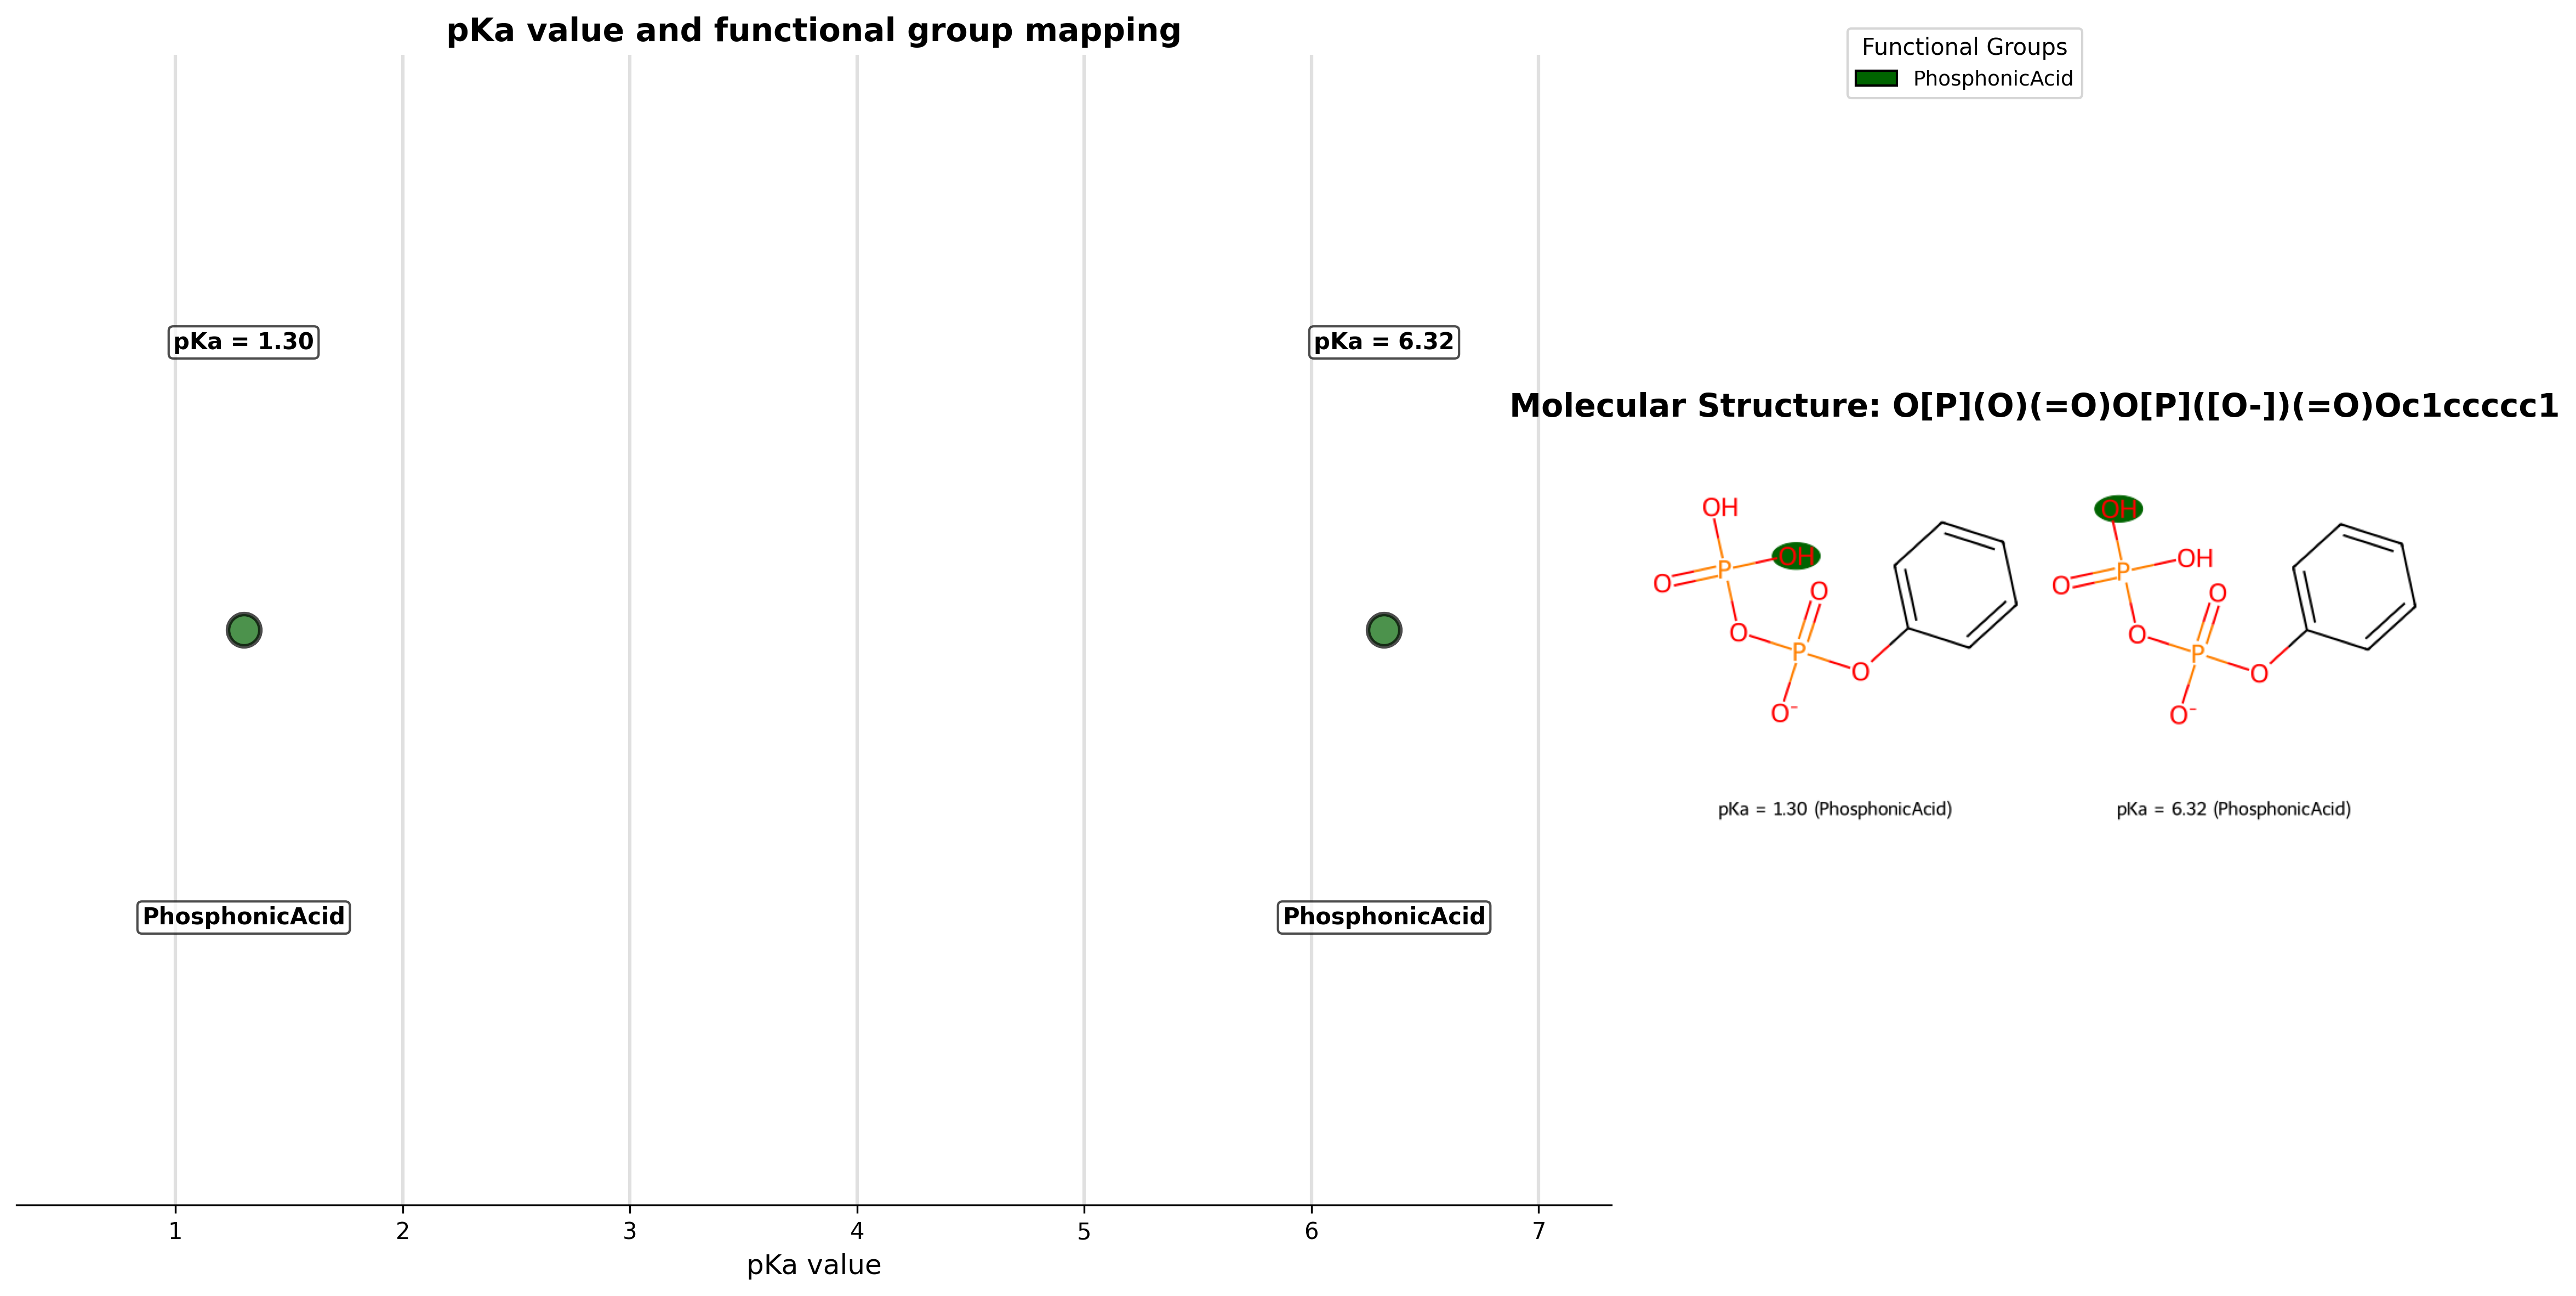 pKa value and functional group mapping
Functional Groups
PhosphonicAcid
pKa = 1.30
pKa = 6.32
Molecular Structure: O[P](O)(=O)O[P]([O-])(=O)Oc1ccccc1
OH
OH
P
O
O
O
P
O
O-
OH
OH
P
O
O
O
P
O
O-
pKa = 1.30 (PhosphonicAcid)
pKa = 6.32 (PhosphonicAcid)
PhosphonicAcid
PhosphonicAcid
1 2 3 4 5 6 7
pKa value